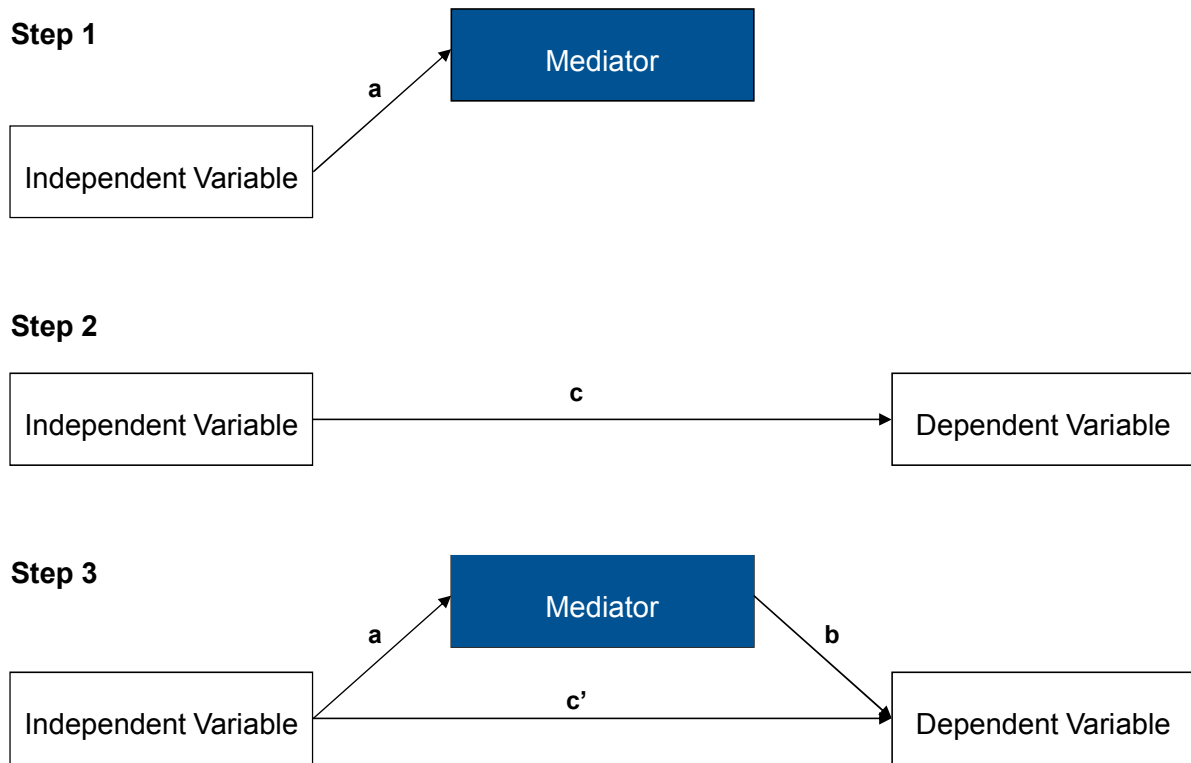 Step 1
Mediator
a
Independent Variable
Step 2
c
Independent Variable
Dependent Variable
Step 3
Mediator
a
b
c’
Independent Variable
Dependent Variable